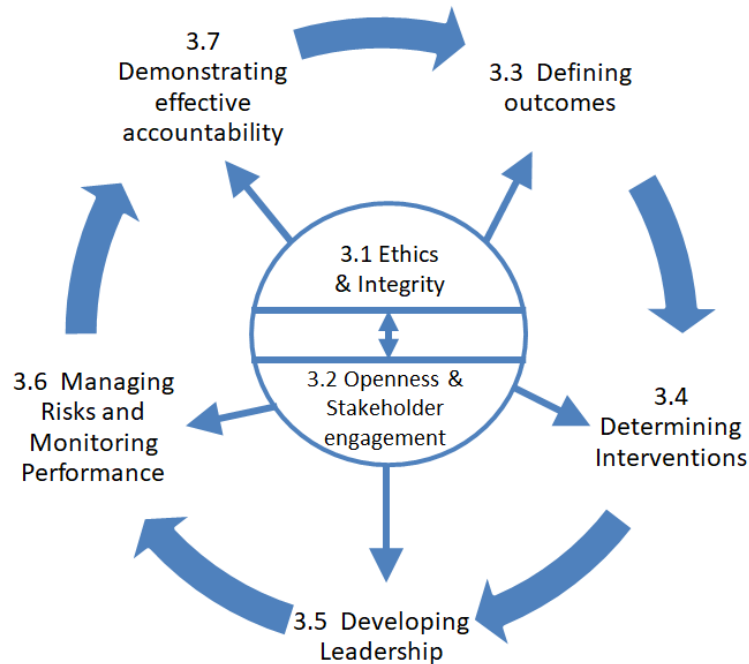 3.7
Demonstrating
effective
accountability
3.3 Defining
outcomes
3.1 Ethics
& Integrity
3.2 Openness &
Stakeholder
engagement
3.4
Determining
Interventions
3.6 Managing
Risks and
Monitoring
Performance
3.5 Developing
Leadership